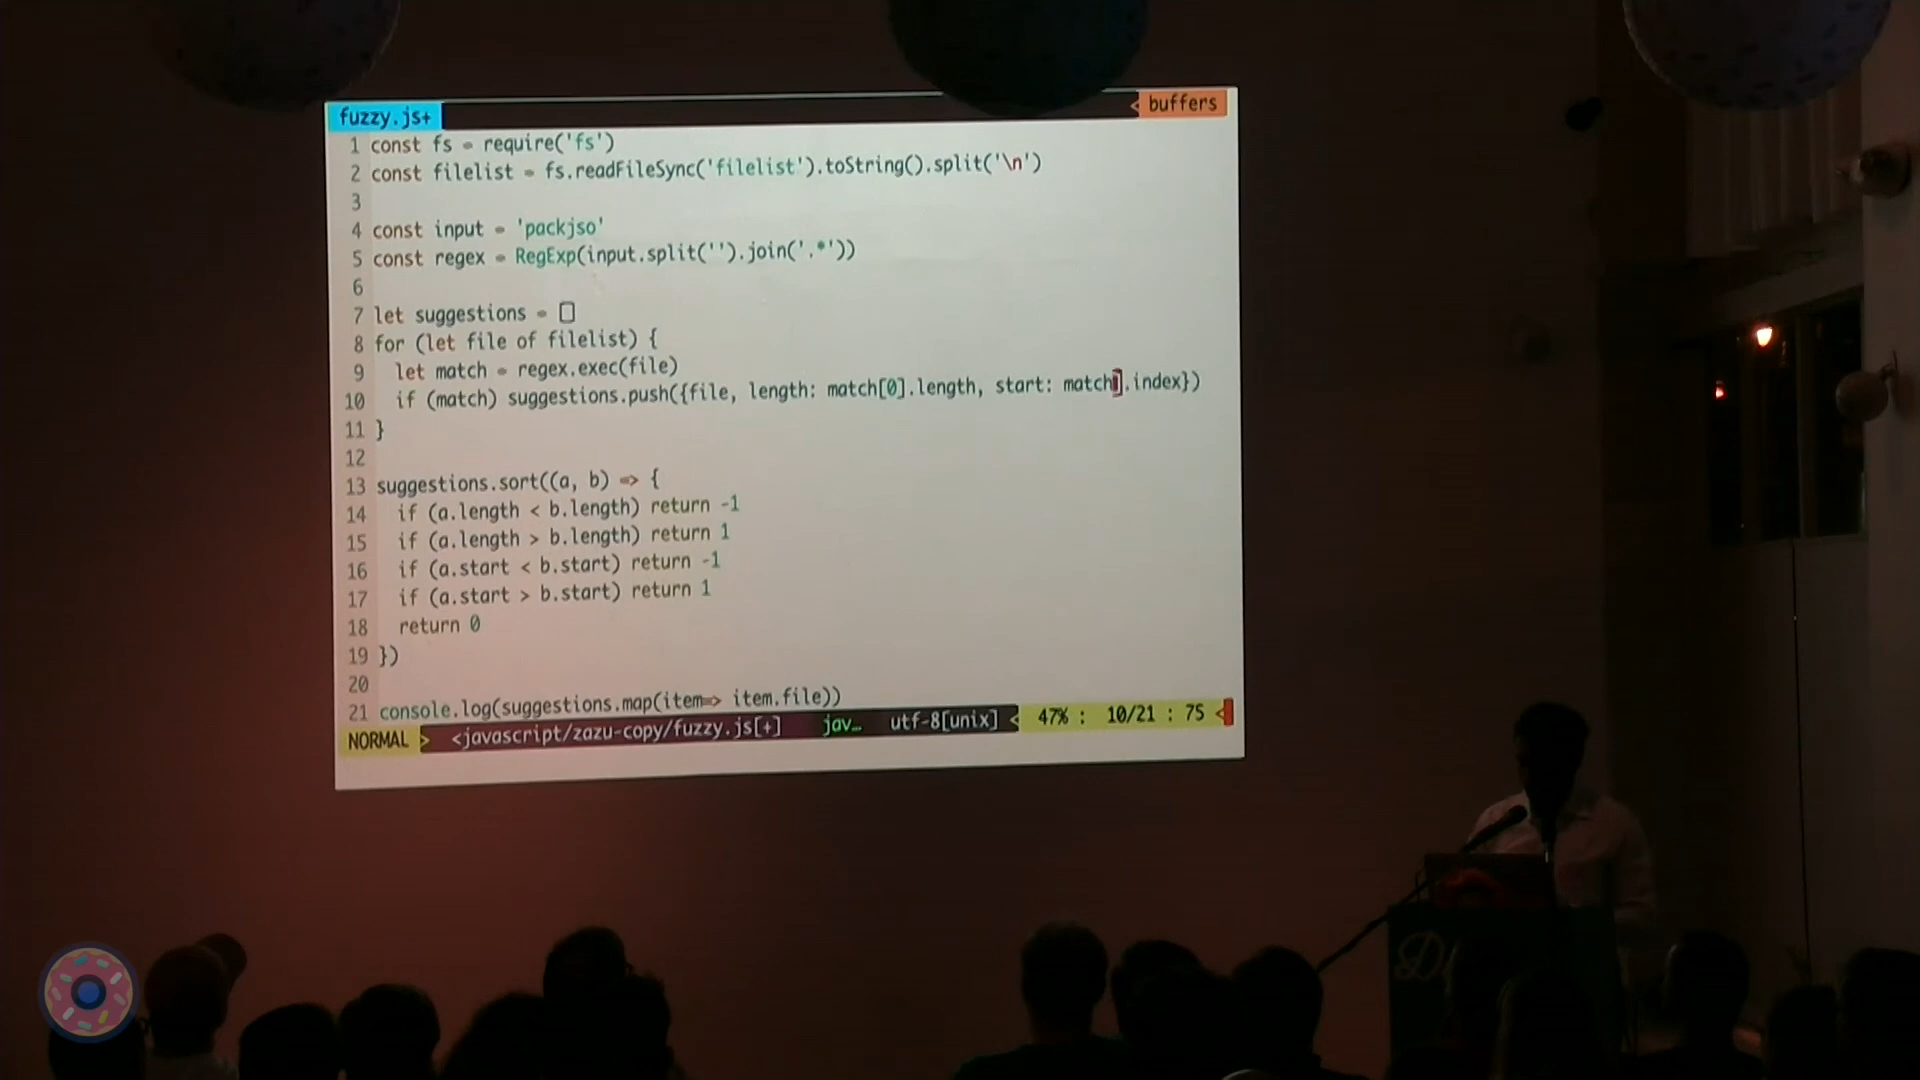 fuzzy.js+ buffers
1 const fs = require('fs')
2 const filelist = fs.readFileSync('filelist').toString().split('\n')
3
4 const input = 'packjso'
5 const regex = RegExp(input.split('').join('.*'))
6
7 let suggestions = []
8 for (let file of filelist) {
9 let match = regex.exec(file)
10 if (match) suggestions.push({file, length: match[0].length, start: match].index})
11 }
12
13 suggestions.sort((a, b) => {
14 if (a.length < b.length) return -1
15 if (a.length > b.length) return 1
16 if (a.start < b.start) return -1
17 if (a.start > b.start) return 1
18 return 0
19 })
20
21 console.log(suggestions.map(item=> item.file))
NORMAL > <javascript/zazu-copy/fuzzy.js[+] jav… utf-8[unix] < 47% : 10/21 : 75